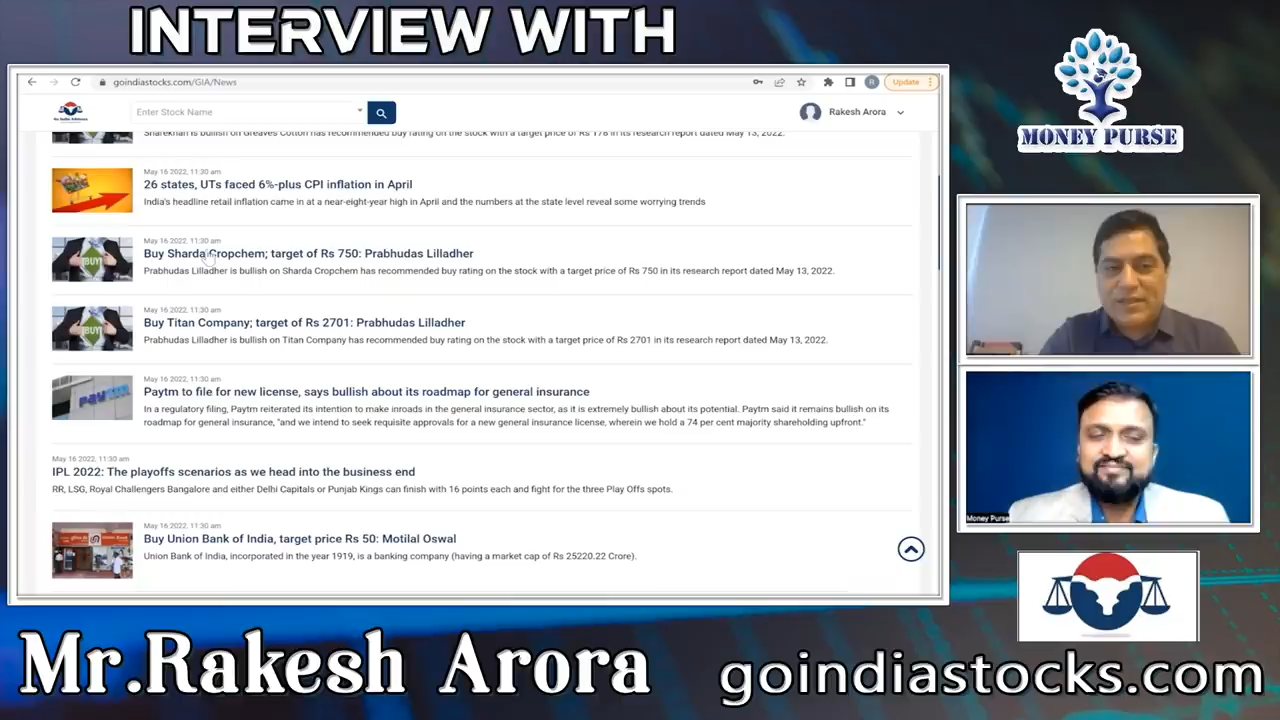 INTERVIEW WITH
goindiastocks.com/GIA/News
Update
MONEY PURSE
Enter Stock Name
Rakesh Arora
Go India Advisors
Sharekhan is bullish on Greaves Cotton has recommended buy rating on the stock with a target price of Rs 178 in its research report dated May 13, 2022.
May 16 2022, 11:30 am
26 states, UTs faced 6%-plus CPI inflation in April
India's headline retail inflation came in at a near-eight-year high in April and the numbers at the state level reveal some worrying trends
May 16 2022, 11:30 am
BUY
Buy Sharda Cropchem; target of Rs 750: Prabhudas Lilladher
Prabhudas Lilladher is bullish on Sharda Cropchem has recommended buy rating on the stock with a target price of Rs 750 in its research report dated May 13, 2022.
May 16 2022, 11:30 am
BUY
Buy Titan Company; target of Rs 2701: Prabhudas Lilladher
Prabhudas Lilladher is bullish on Titan Company has recommended buy rating on the stock with a target price of Rs 2701 in its research report dated May 13, 2022.
May 16 2022, 11:30 am
PAYTM
Paytm to file for new license, says bullish about its roadmap for general insurance
In a regulatory filing, Paytm reiterated its intention to make inroads in the general insurance sector, as it is extremely bullish about its potential. Paytm said it remains bullish on its
roadmap for general insurance, "and we intend to seek requisite approvals for a new general insurance license, wherein we hold a 74 per cent majority shareholding upfront."
May 16 2022, 11:30 am
IPL 2022: The playoffs scenarios as we head into the business end
RR, LSG, Royal Challengers Bangalore and either Delhi Capitals or Punjab Kings can finish with 16 points each and fight for the three Play Offs spots.
May 16 2022, 11:30 am
Buy Union Bank of India, target price Rs 50: Motilal Oswal
Union Bank of India, incorporated in the year 1919, is a banking company (having a market cap of Rs 25220.22 Crore).
Money Purse
Mr.Rakesh Arora
goindiastocks.com